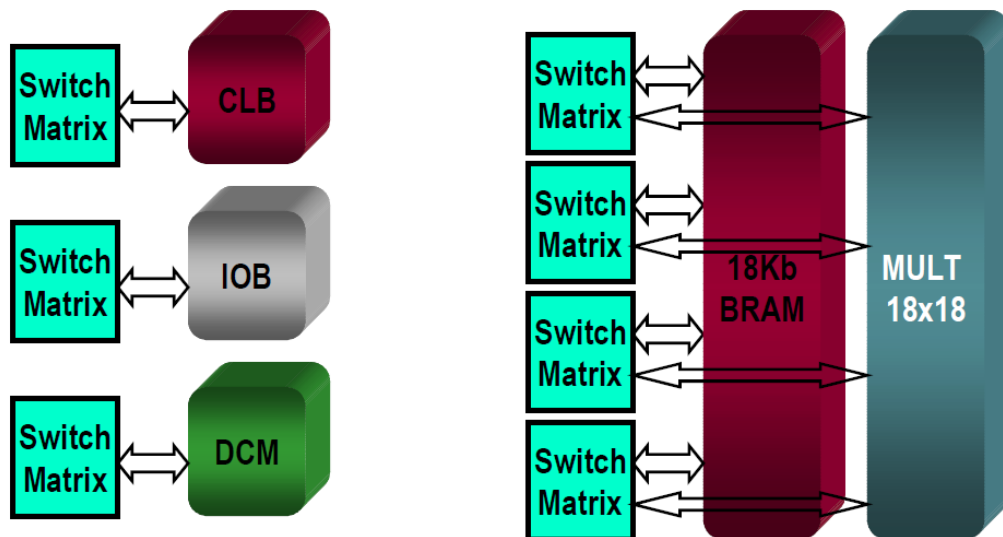 Switch
Matrix
CLB
Switch
Matrix
IOB
Switch
Matrix
DCM
Switch
Matrix
Switch
Matrix
Switch
Matrix
Switch
Matrix
18Kb
BRAM
MULT
18x18